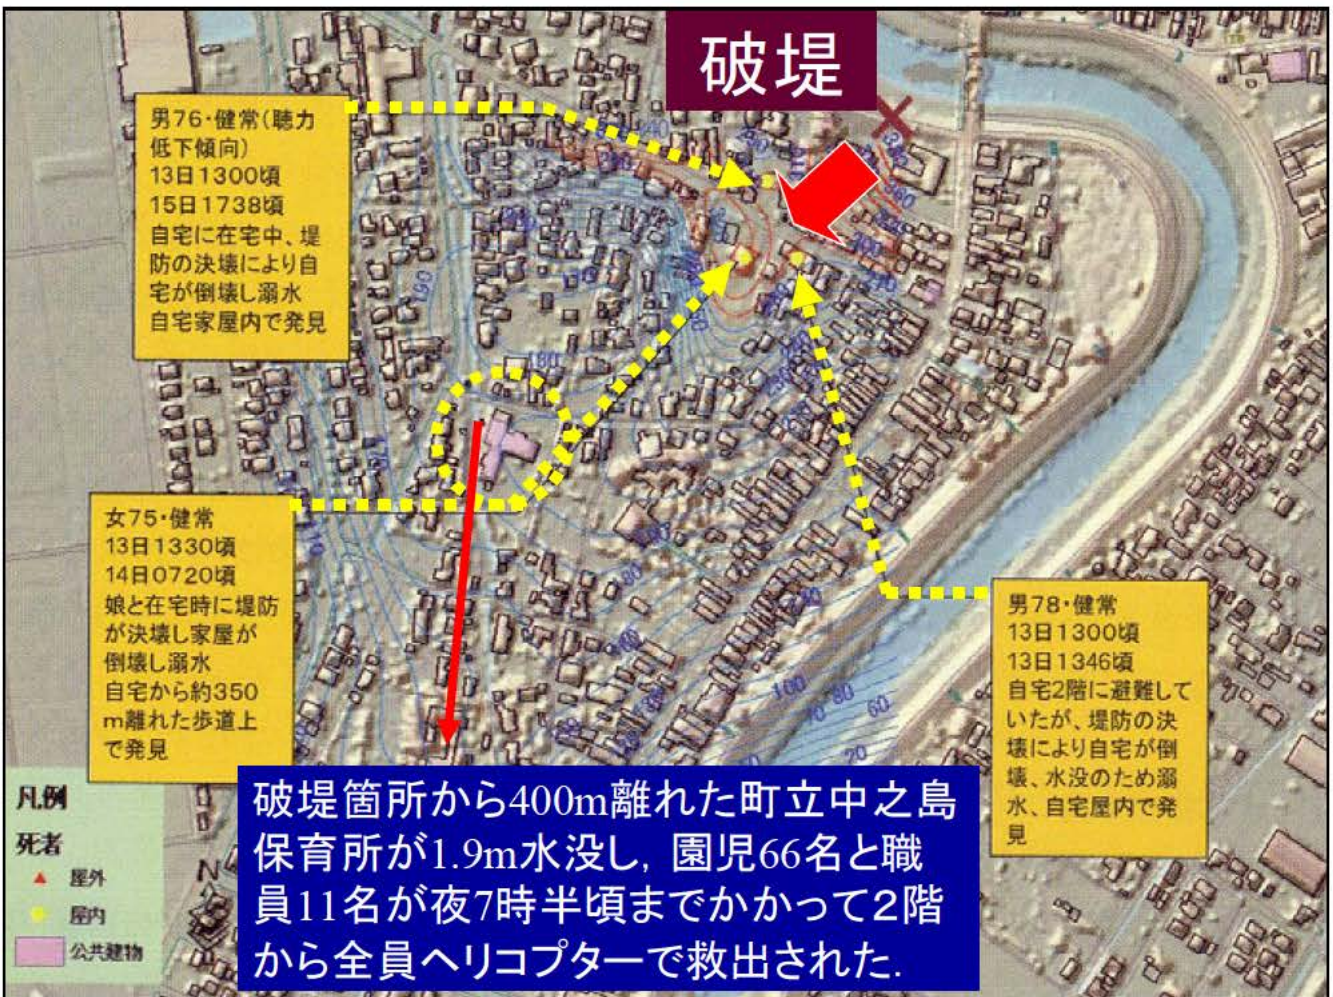 破堤
男76・健常(聴力
低下傾向)
13日1300頃
15日1738頃
自宅に在宅中、堤
防の決壊により自
宅が倒壊し溺水
自宅家屋内で発見
女75・健常
13日1330頃
14日0720頃
娘と在宅時に堤防
が決壊し家屋が
倒壊し溺水
自宅から約350
m離れた歩道上
で発見
男78・健常
13日1300頃
13日1346頃
自宅2階に避難して
いたが、堤防の決
壊により自宅が倒
壊、水没のため溺
水、自宅屋内で発
見
凡例
死者
屋外
屋内
公共建物
N
破堤箇所から400m離れた町立中之島
保育所が1.9m水没し,園児66名と職
員11名が夜7時半頃までかかって2階
から全員ヘリコプターで救出された.
180
100
80
60
20